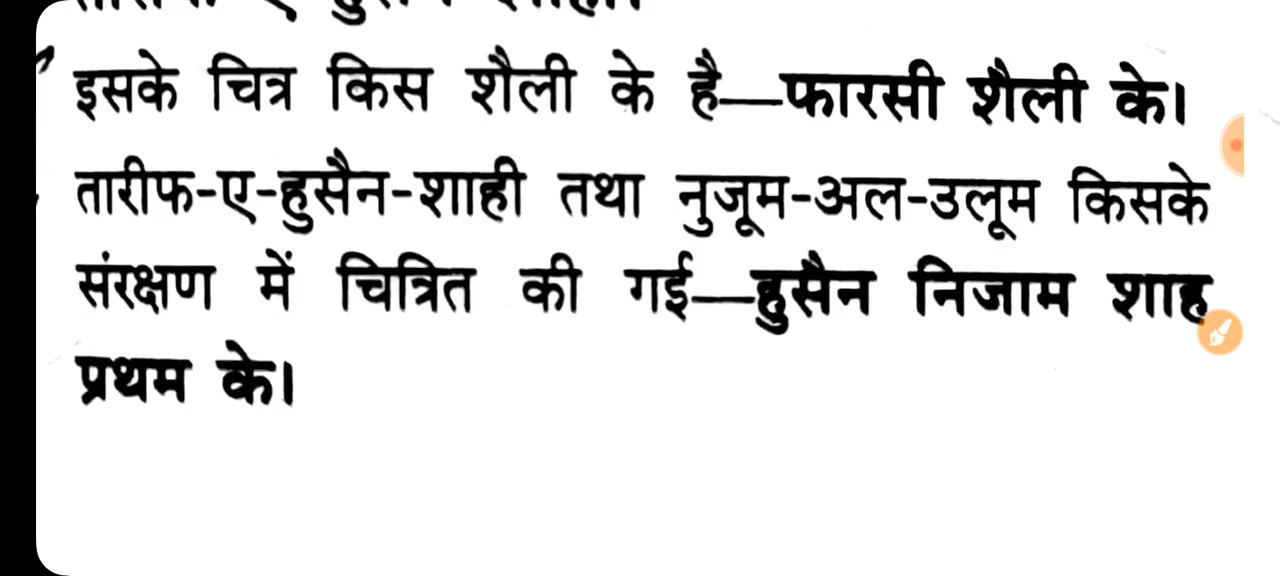 इसके चित्र किस शैली के है—फारसी शैली के।
तारीफ-ए-हुसैन-शाही तथा नुजूम-अल-उलूम किसके
संरक्षण में चित्रित की गई—हुसैन निजाम शाह
प्रथम के।